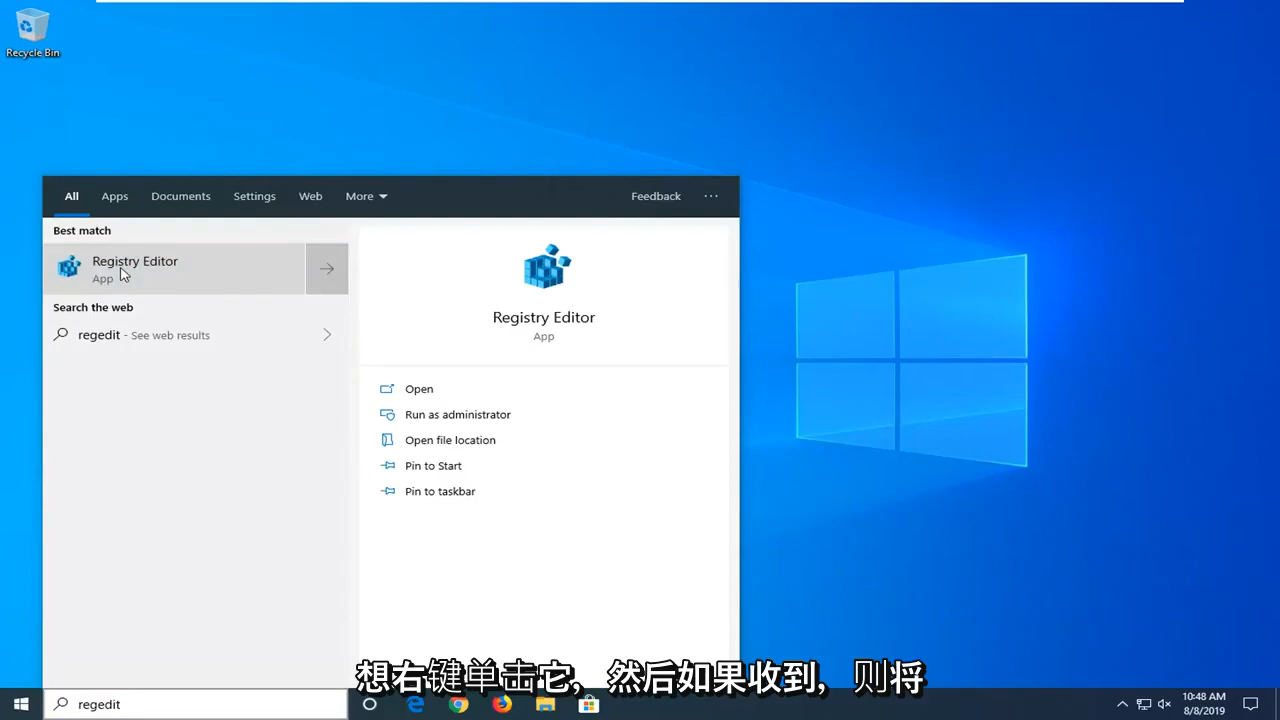 Recycle Bin
All Apps Documents Settings Web More Feedback ...
Best match
Registry Editor
App
Search the web
regedit - See web results
Registry Editor
App
Open
Run as administrator
Open file location
Pin to Start
Pin to taskbar
想右键单击它,然后如果收到,则将
regedit
10:48 AM
8/8/2019